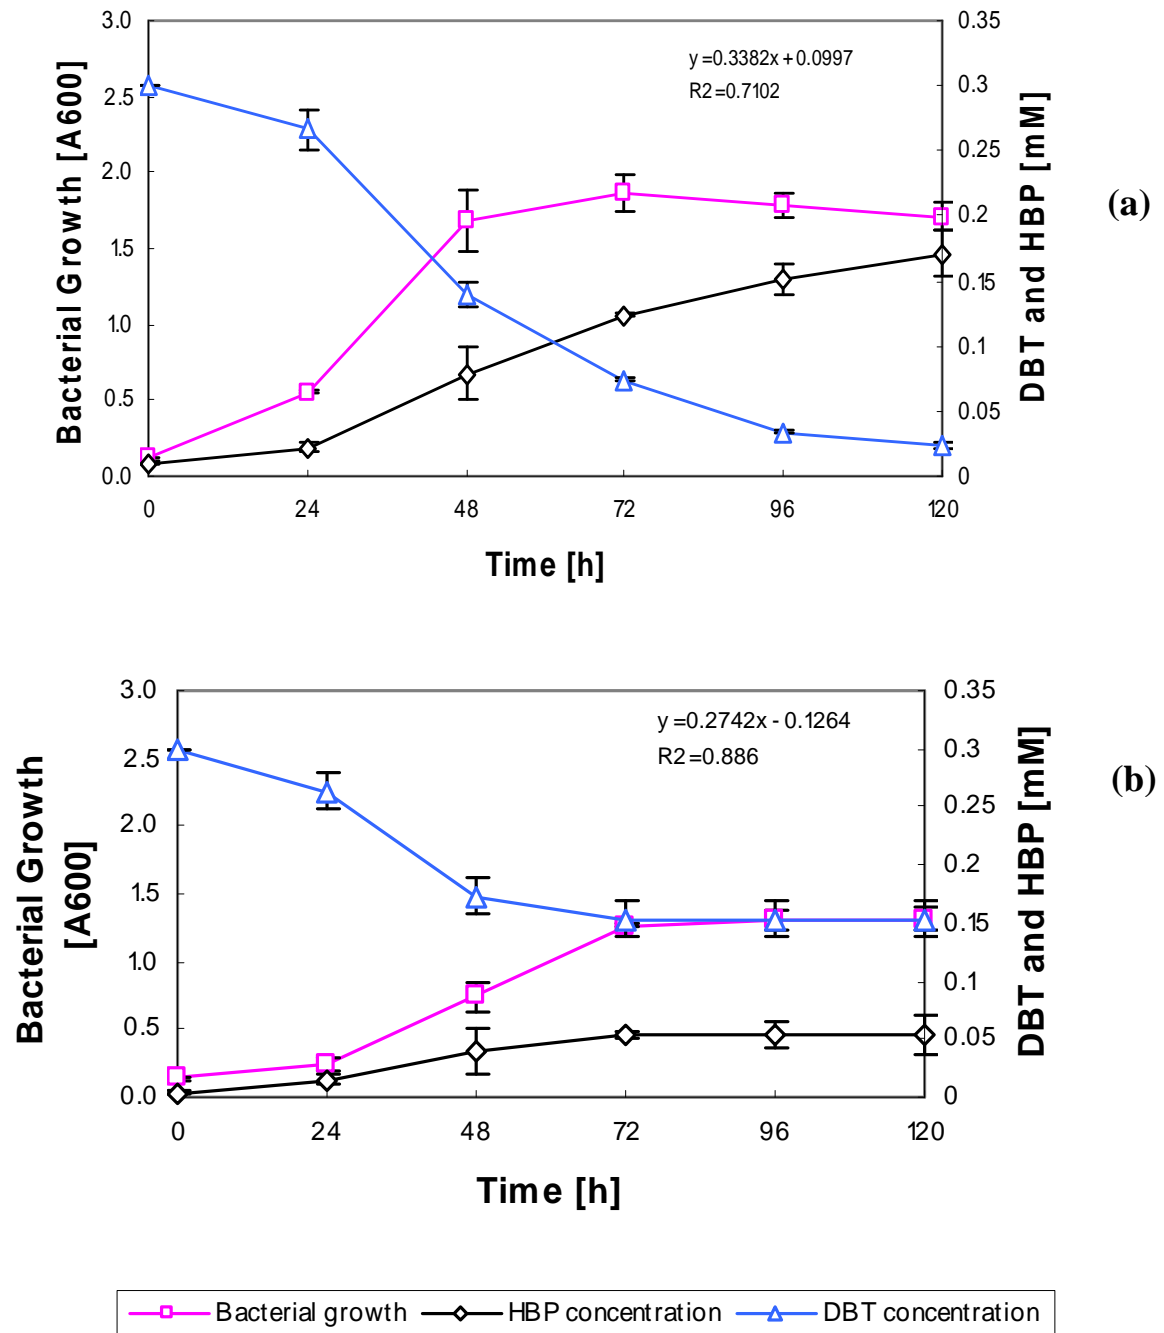 3.0
2.5
2.0
1.5
1.0
0.5
0.0
Bacterial Growth [A600]
y =0.3382x + 0.0997
R2 =0.7102
0.35
0.3
0.25
0.2
0.15
0.1
0.05
0
DBT and HBP [mM]
(a)
0 24 48 72 96 120
Time [h]
3.0
2.5
2.0
1.5
1.0
0.5
0.0
Bacterial Growth
[A600]
y =0.2742x - 0.1264
R2 =0.886
0.35
0.3
0.25
0.2
0.15
0.1
0.05
0
DBT and HBP [mM]
(b)
0 24 48 72 96 120
Time [h]
Bacterial growth HBP concentration DBT concentration